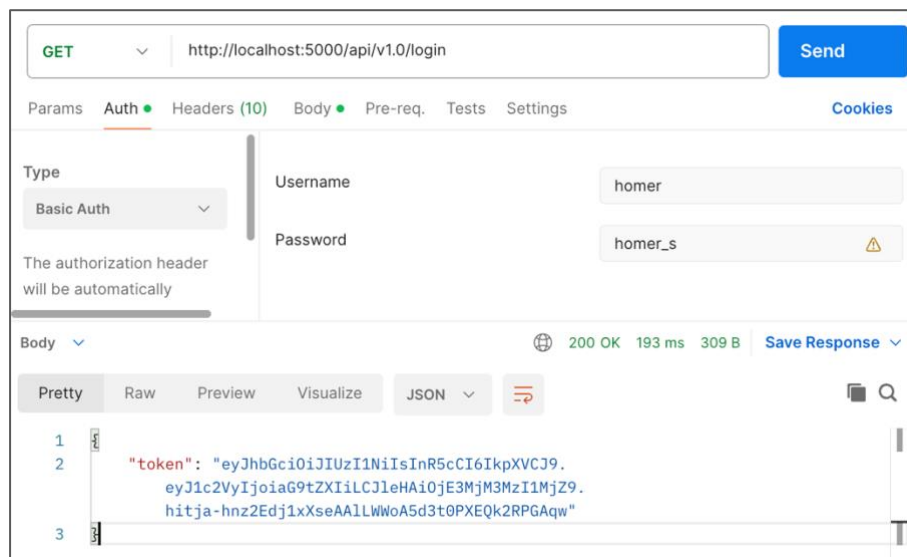 GET http://localhost:5000/api/v1.0/login Send
Params Auth Headers (10) Body Pre-req. Tests Settings Cookies
Type
Basic Auth
The authorization header
will be automatically
Username homer
Password homer_s
Body 200 OK 193 ms 309 B Save Response
Pretty Raw Preview Visualize JSON
1 {
2 "token": "eyJhbGciOiJIUzI1NiIsInR5cCI6IkpXVCJ9.
eyJ1c2VyIjoiaG9tZXIiLCJleHAiOjE3MjM3MzI1MjZ9.
hitja-hnz2Edj1xXseAAlLWWoA5d3t0PXEQk2RPGAqw"
3 }